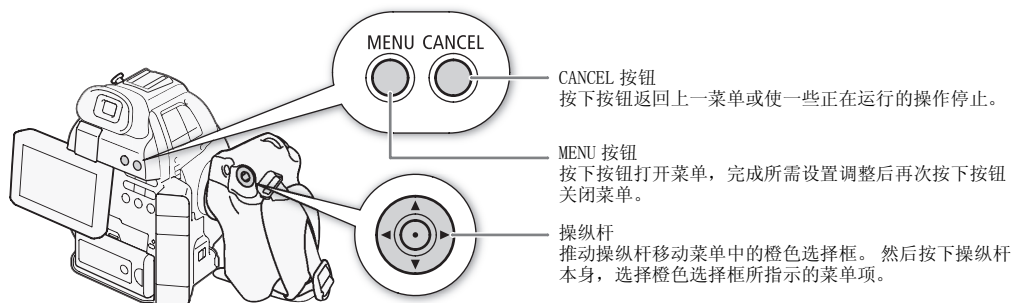 MENU CANCEL
CANCEL 按钮
按下按钮返回上一菜单或使一些正在运行的操作停止。
MENU 按钮
按下按钮打开菜单，完成所需设置调整后再次按下按钮
关闭菜单。
操纵杆
推动操纵杆移动菜单中的橙色选择框。 然后按下操纵杆
本身，选择橙色选择框所指示的菜单项。